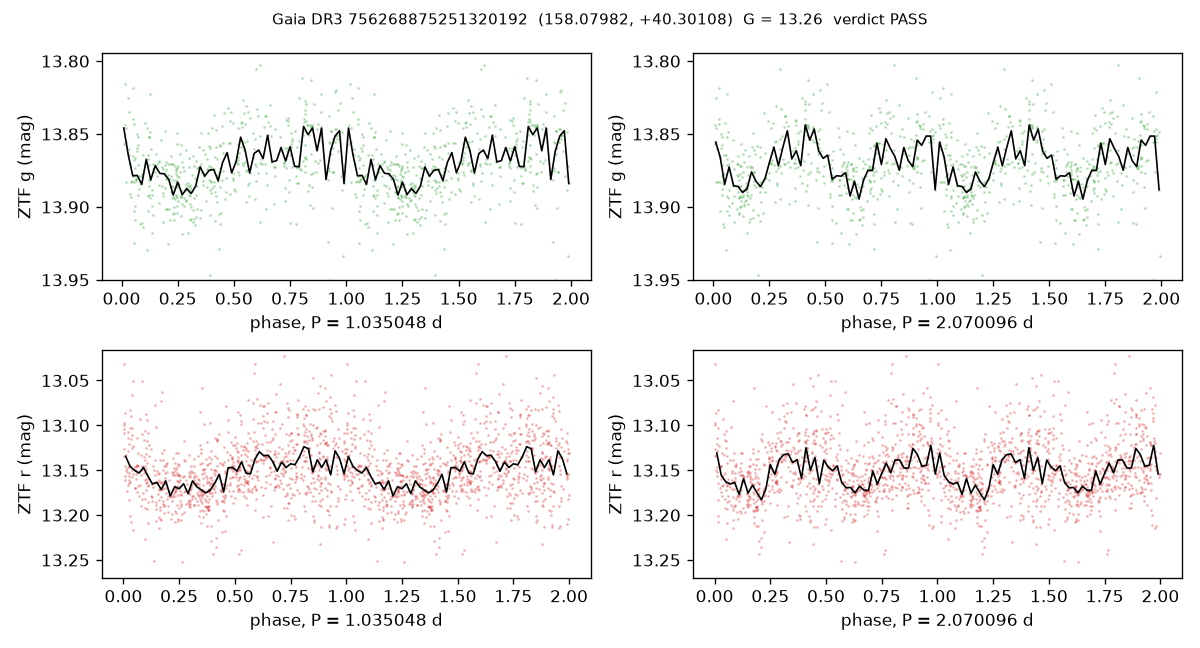 Gaia DR3 756268875251320192 (158.07982, +40.30108) G = 13.26 verdict PASS
13.80
13.85
13.90
13.95
ZTF g (mag)
0.00 0.25 0.50 0.75 1.00 1.25 1.50 1.75 2.00
phase, P = 1.035048 d
13.80
13.85
13.90
13.95
ZTF g (mag)
0.00 0.25 0.50 0.75 1.00 1.25 1.50 1.75 2.00
phase, P = 2.070096 d
13.05
13.10
13.15
13.20
13.25
ZTF r (mag)
0.00 0.25 0.50 0.75 1.00 1.25 1.50 1.75 2.00
phase, P = 1.035048 d
13.05
13.10
13.15
13.20
13.25
ZTF r (mag)
0.00 0.25 0.50 0.75 1.00 1.25 1.50 1.75 2.00
phase, P = 2.070096 d